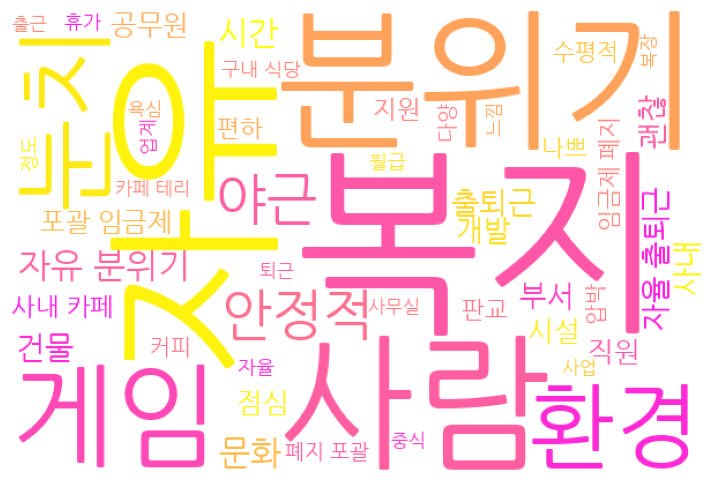 출근
휴가
공무원
시간
분위기
수평적
복장
눈치
자유
구내 식당
지원
다양
느낌
괜찮
정도
욕심
업계
편하
나쁘
임금제 폐지
카페 테리
야근
월급
복지
출퇴근
개발
자율 출퇴근
사내
포괄 임금제
자유 분위기
퇴근
사내 카페
안정적
사무실
판교
부서
압박
건물
커피
시설
직원
자율
사업
게임
점심
사람
환경
문화
폐지 포괄
중식